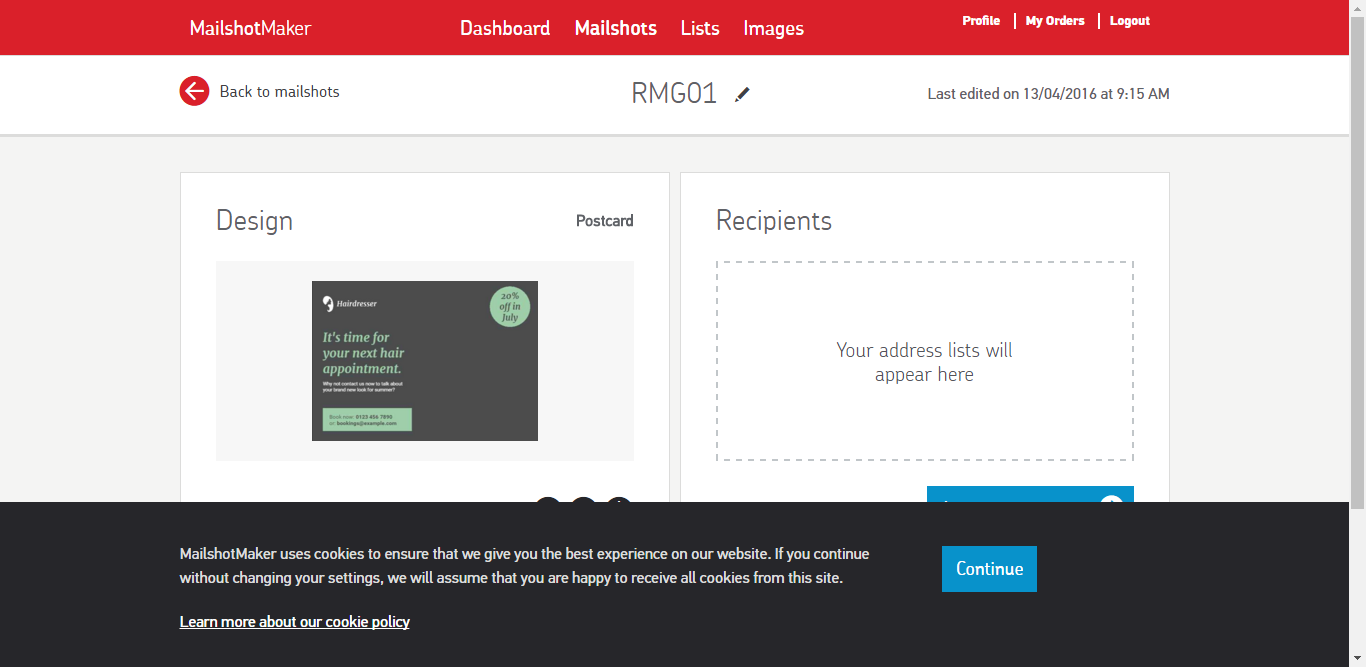 MailshotMaker
Dashboard Mailshots Lists Images
Profile My Orders Logout
Back to mailshots
RMG01
Last edited on 13/04/2016 at 9:15 AM
Design
Postcard
Hairdresser
20%
off in
July
It's time for
your next hair
appointment.
Why not contact us now to talk about
your brand new look for summer?
Book now: 0123 456 7890
or: bookings@example.com
Recipients
Your address lists will
appear here
MailshotMaker uses cookies to ensure that we give you the best experience on our website. If you continue
without changing your settings, we will assume that you are happy to receive all cookies from this site.
Continue
Learn more about our cookie policy